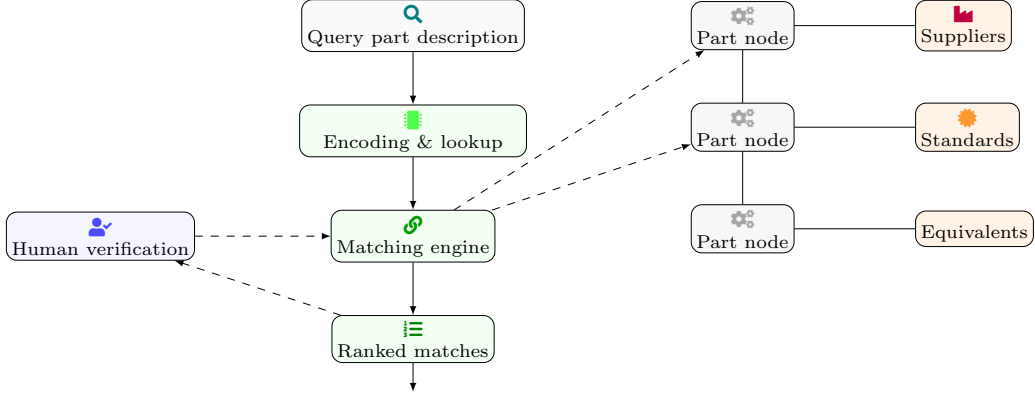 Query part description
Encoding & lookup
Matching engine
Ranked matches
Human verification
Part node
Suppliers
Part node
Standards
Part node
Equivalents